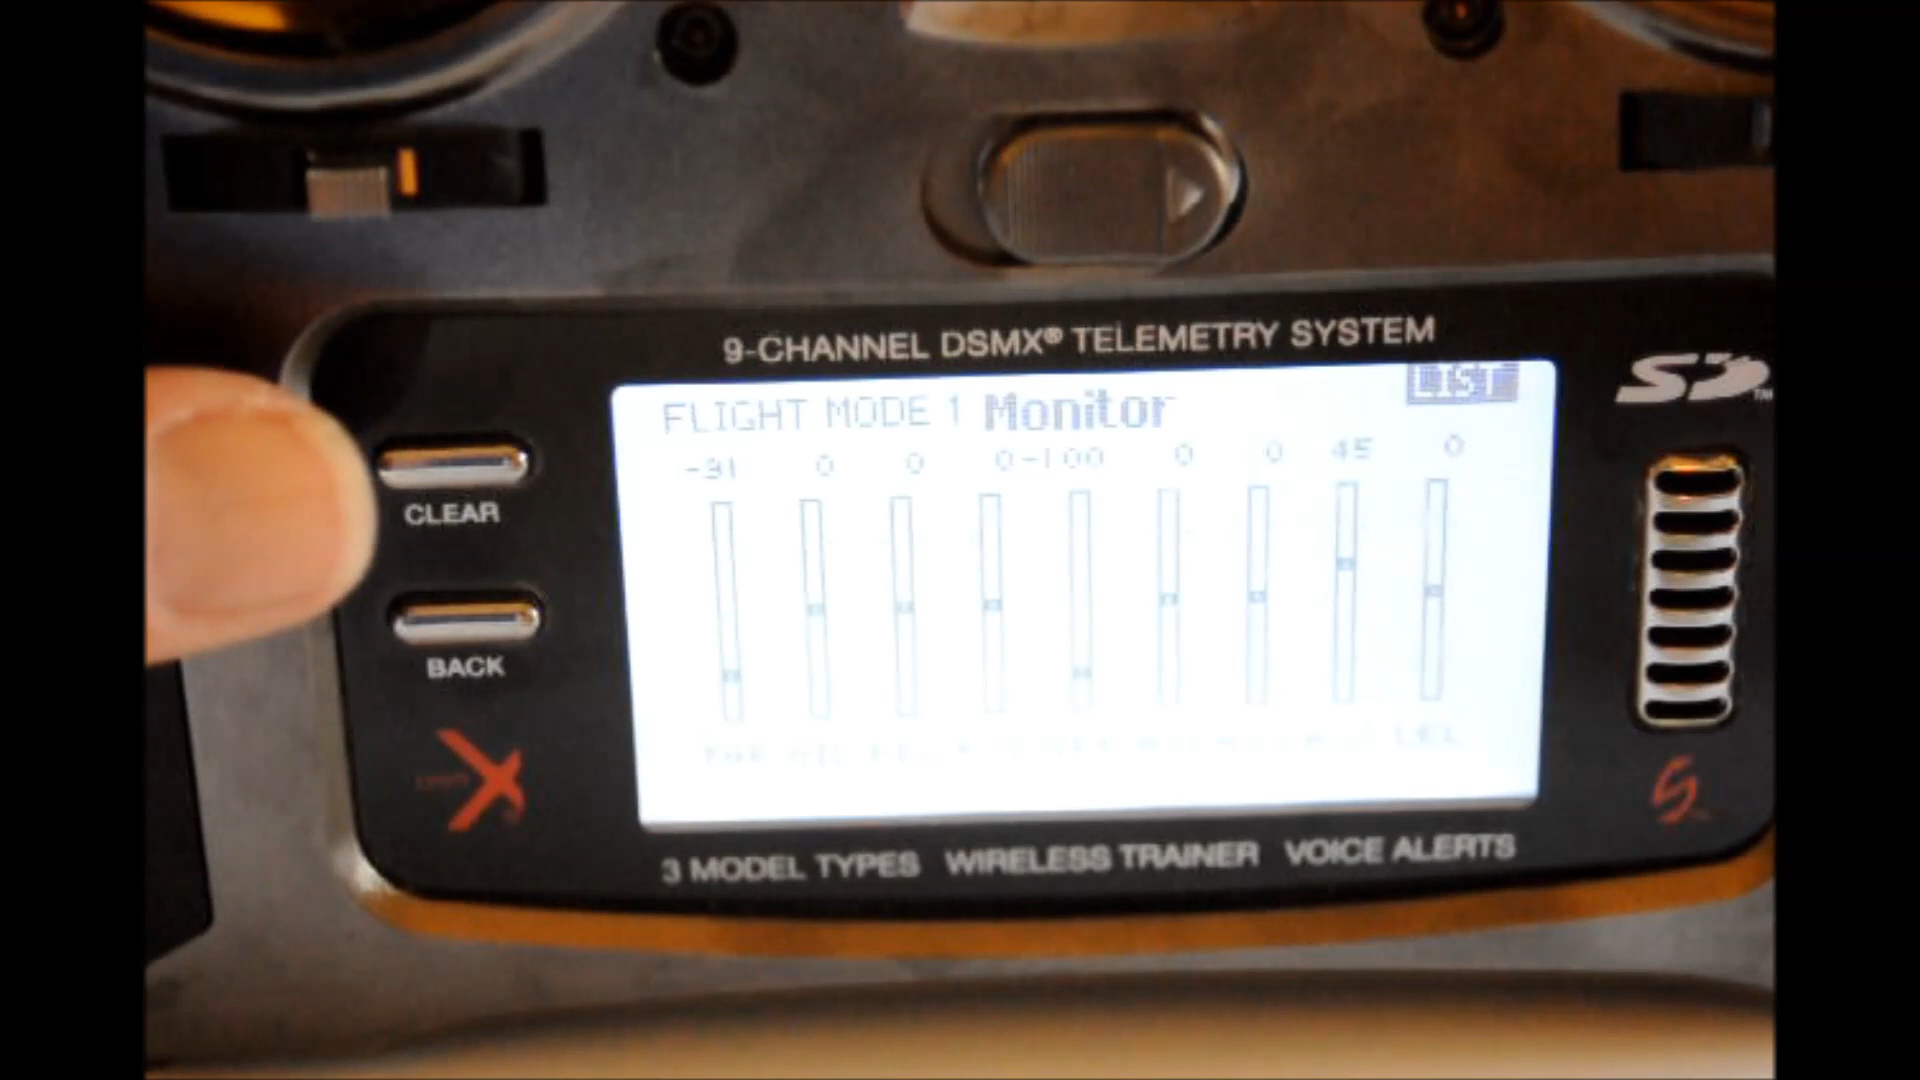 9-CHANNEL DSMX® TELEMETRY SYSTEM
LIST
FLIGHT MODE 1 Monitor
0 0 0 -100 0 0 45 0
CLEAR
BACK
3 MODEL TYPES WIRELESS TRAINER VOICE ALERTS